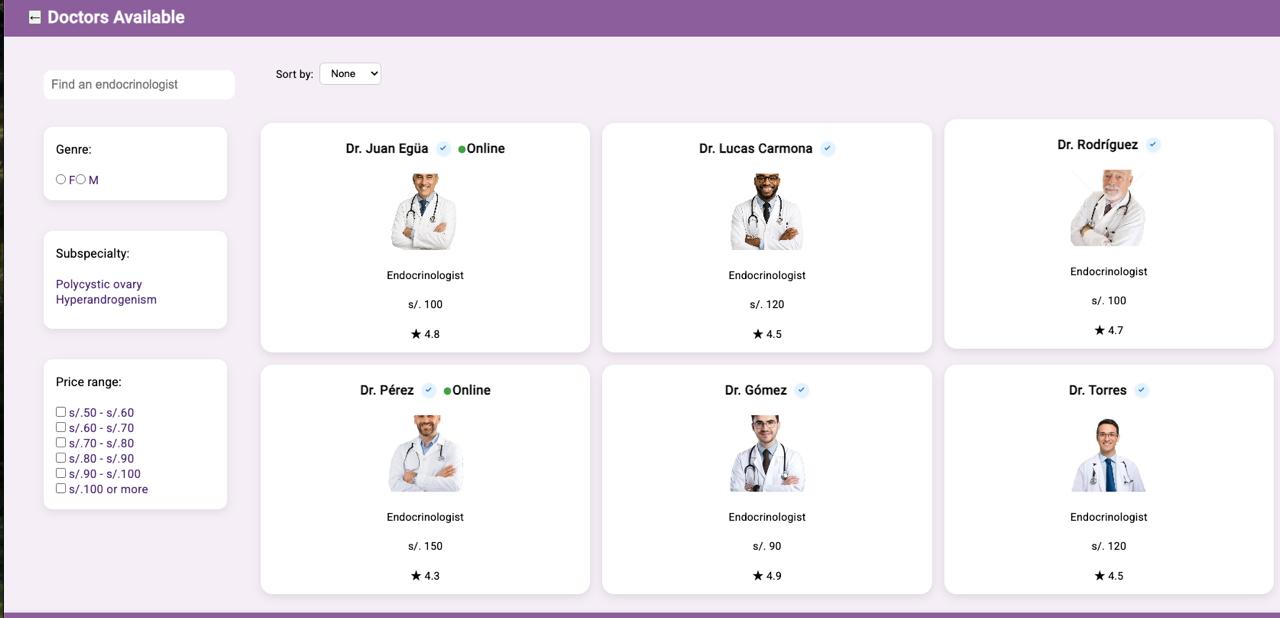 Doctors Available
Find an endocrinologist
Sort by: None
Genre:
F M
Subspecialty:
Polycystic ovary
Hyperandrogenism
Price range:
s/.50 - s/.60
s/.60 - s/.70
s/.70 - s/.80
s/.80 - s/.90
s/.90 - s/.100
s/.100 or more
Dr. Juan Egüa ✓ ●Online
Endocrinologist
s/. 100
★ 4.8
Dr. Lucas Carmona ✓
Endocrinologist
s/. 120
★ 4.5
Dr. Rodríguez ✓
Endocrinologist
s/. 100
★ 4.7
Dr. Pérez ✓ ●Online
Endocrinologist
s/. 150
★ 4.3
Dr. Gómez ✓
Endocrinologist
s/. 90
★ 4.9
Dr. Torres ✓
Endocrinologist
s/. 120
★ 4.5